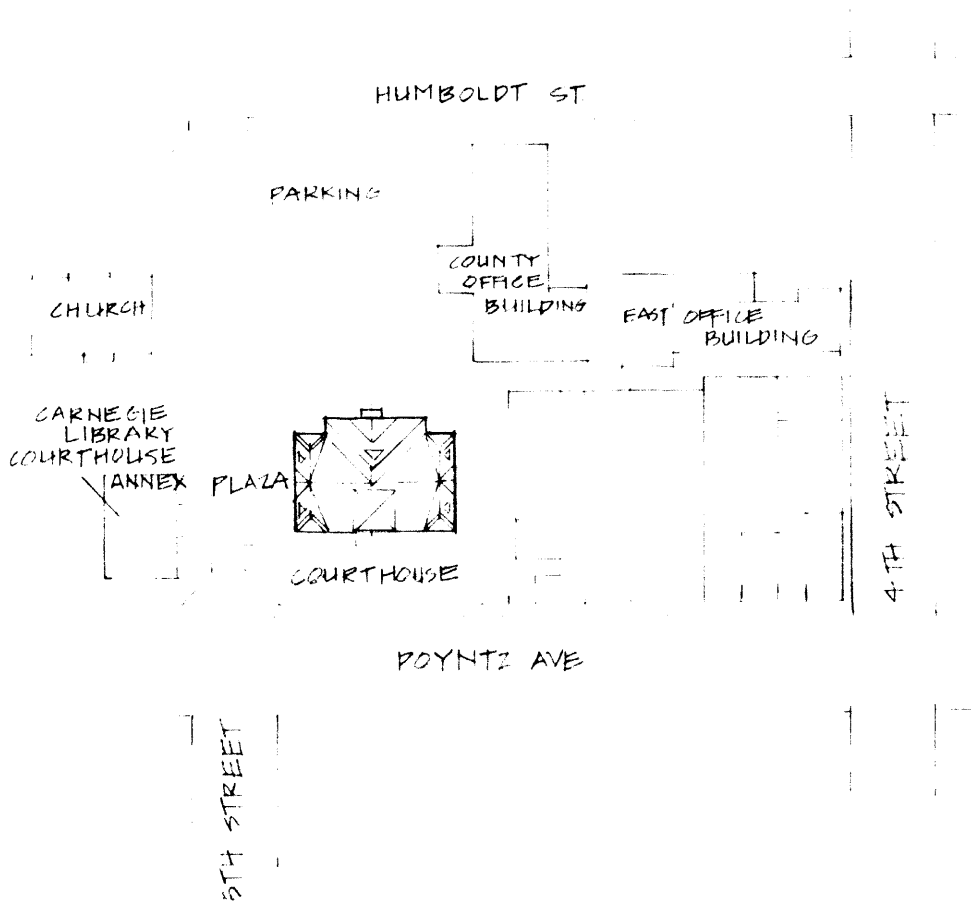 HUMBOLDT ST
PARKING
COUNTY
OFFICE
BUILDING
CHURCH
EAST OFFICE
BUILDING
CARNEGIE
LIBRARY
COURTHOUSE
ANNEX
PLAZA
COURTHOUSE
4TH STREET
POYNTZ AVE
5TH STREET